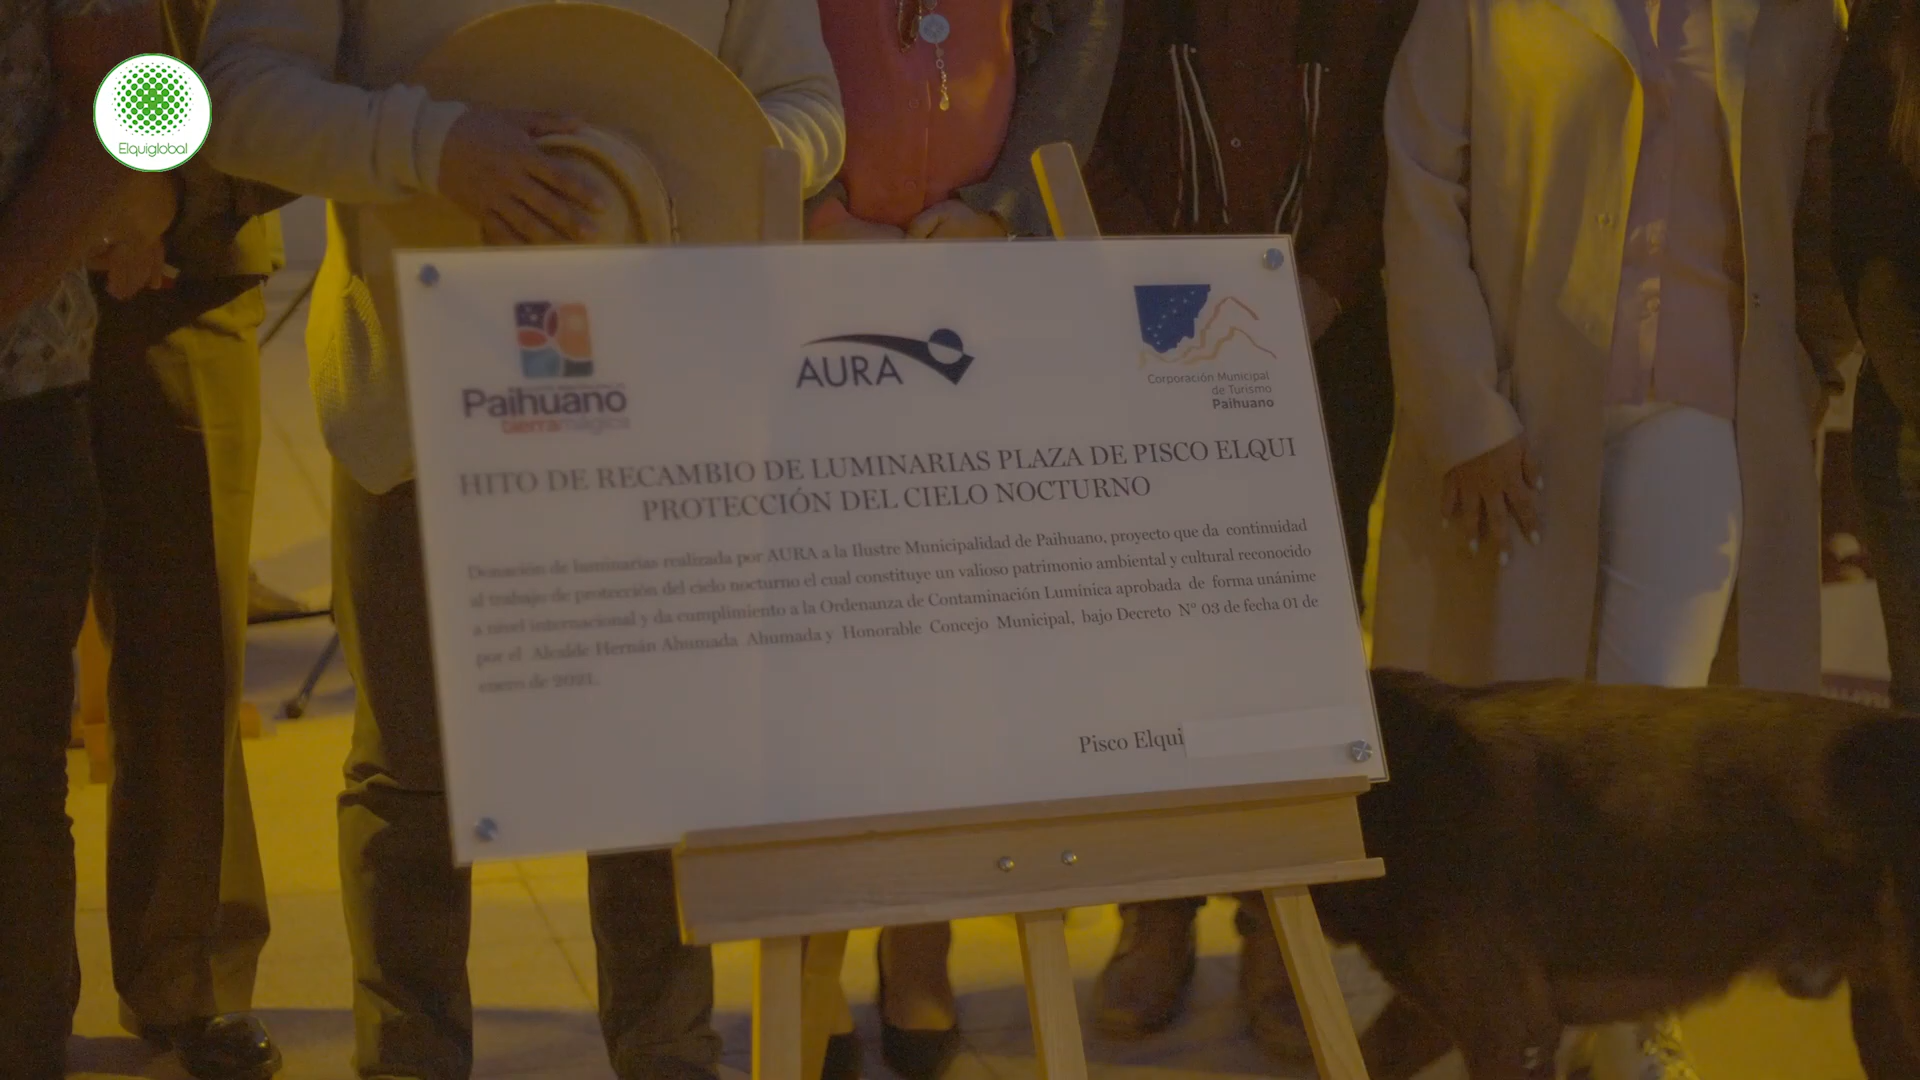 Elquiglobal
Paihuano
tierra mágica
AURA
Corporación Municipal
de Turismo
Paihuano
HITO DE RECAMBIO DE LUMINARIAS PLAZA DE PISCO ELQUI
PROTECCIÓN DEL CIELO NOCTURNO
Donación de luminarias realizada por AURA a la Ilustre Municipalidad de Paihuano, proyecto que da continuidad
al trabajo de protección del cielo nocturno el cual constituye un valioso patrimonio ambiental y cultural reconocido
a nivel internacional y da cumplimiento a la Ordenanza de Contaminación Lumínica aprobada de forma unánime
por el Alcalde Hernán Ahumada Ahumada y Honorable Concejo Municipal, bajo Decreto N° 03 de fecha 01 de
enero de 2021.
Pisco Elqui